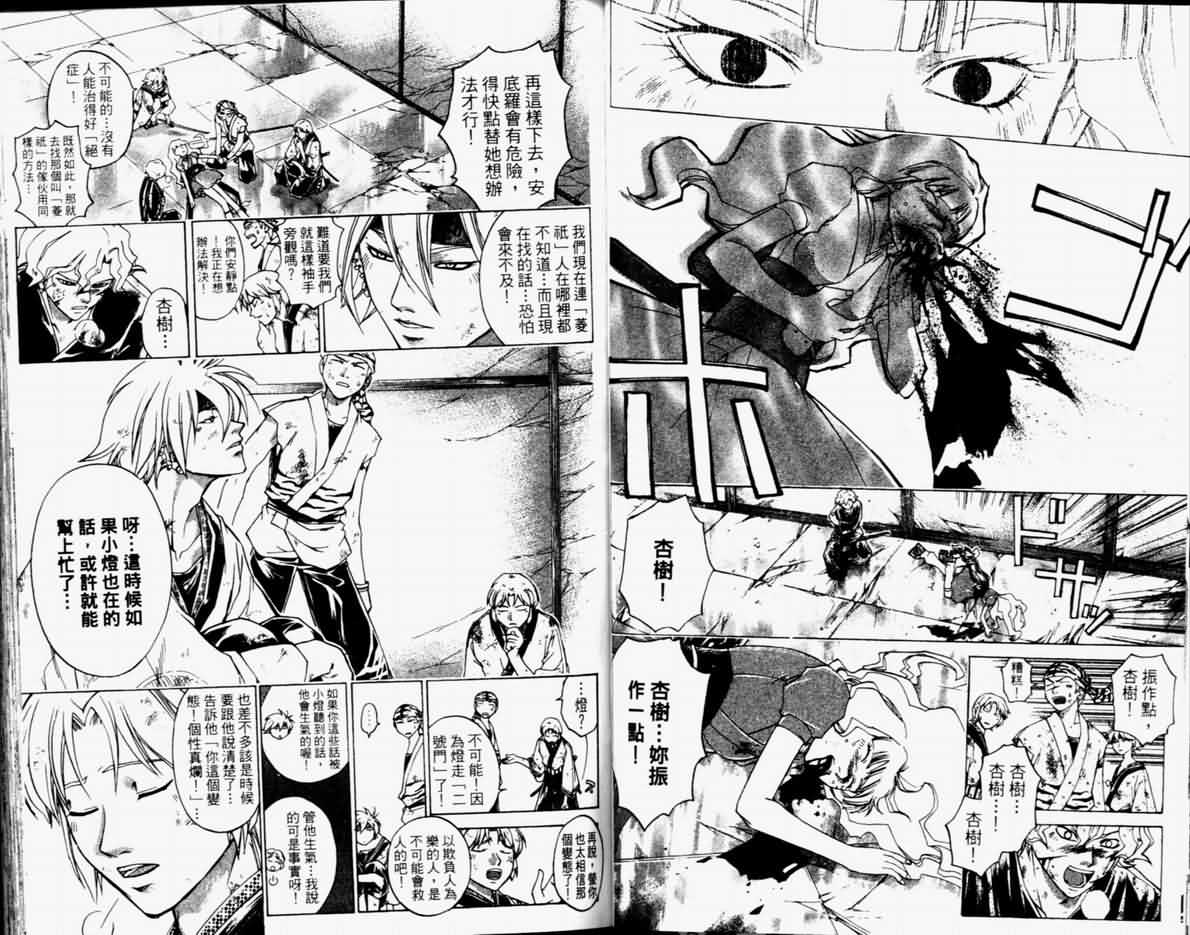 ゴ
ホ
ゴ
ホ
杏樹！
振作點，
杏樹！
糟糕！
杏樹…
杏樹…
杏樹！
杏樹…妳振
作一點！
再這樣下去，安
底羅會有危險，
得快點替她想辦
法才行！
不可能的…沒有
人能治得好「絕
症」！
既然如此，那就
去找那個叫「菱
祇」的傢伙用同
樣的方法…
我們現在連「菱
祇」人在哪裡都
不知道…而且現
在找的話…恐怕
會來不及！
難道要我們
就這樣袖手
旁觀嗎？
你們安靜點
！我正在想
辦法解決！
杏樹…
呀…這時候如
果小燈也在的
話，或許就能
幫上忙了…
…燈？
不可能！因
為燈走「二
號門」了！
再說，螢你
也太相信那
個變態了！
以欺負人為
樂的人，是
不可能會救
人的吧！
…
如果你這些話被
小燈聽到的話，
他會生氣的喔！
管他生氣…我說
的可是事實呀！
也差不多該是時候
要跟他說清楚了…
告訴他「你這個變
態！個性真爛！」…